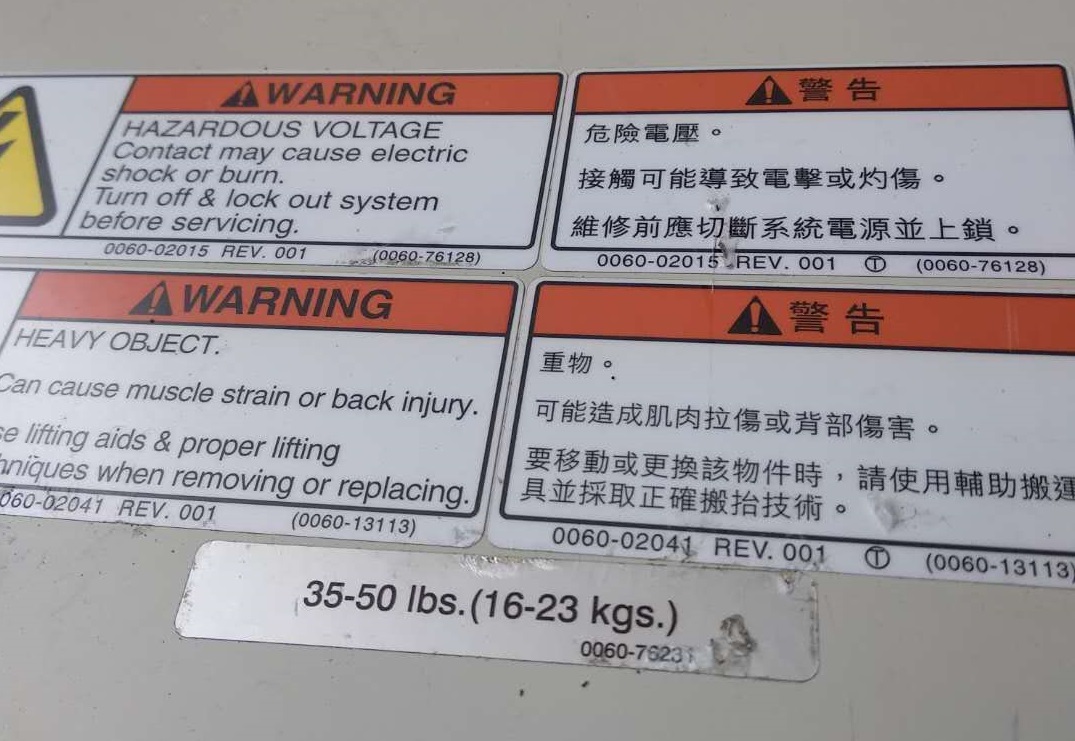 WARNING
HAZARDOUS VOLTAGE
Contact may cause electric
shock or burn.
Turn off & lock out system
before servicing.
0060-02015 REV. 001 (0060-76128)
警告
危險電壓。
接觸可能導致電擊或灼傷。
維修前應切斷系統電源並上鎖。
0060-02015 REV. 001 Ⓣ (0060-76128)
WARNING
HEAVY OBJECT.
Can cause muscle strain or back injury.
se lifting aids & proper lifting
hniques when removing or replacing.
060-02041 REV. 001 (0060-13113)
警告
重物。
可能造成肌肉拉傷或背部傷害。
要移動或更換該物件時，請使用輔助搬運
具並採取正確搬抬技術。
0060-02041 REV. 001 Ⓣ (0060-13113)
35-50 lbs.(16-23 kgs.)
0060-7623